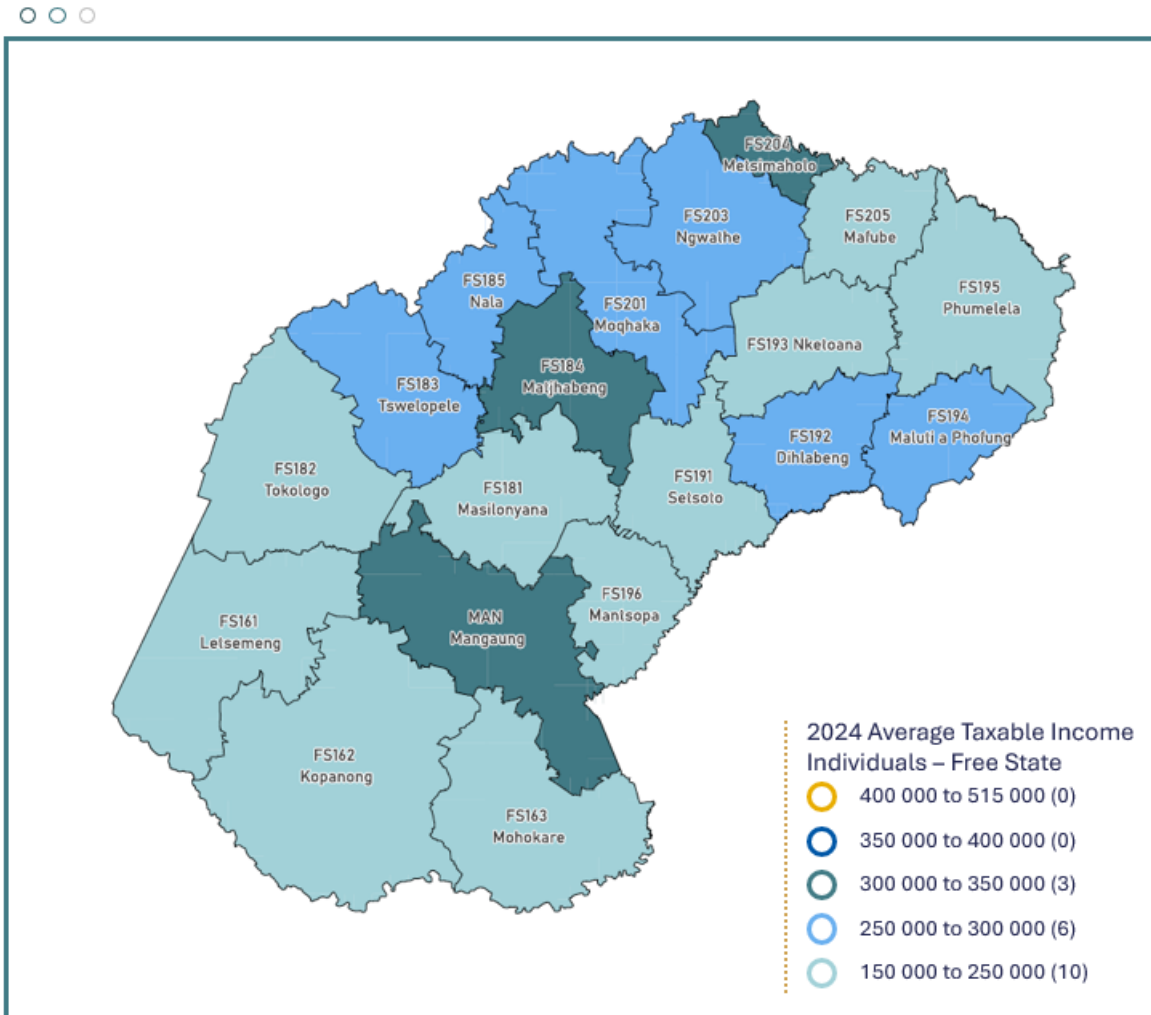 FS204
Metsimaholo
FS203
Ngwathe
FS205
Mafube
FS195
Phumelela
FS185
Nala
FS201
Moqhaka
FS193 Nketoana
FS184
Matjhabeng
FS183
Tswelopele
FS194
Maluti a Phofung
FS192
Dihlabeng
FS182
Tokologo
FS191
Setsoto
FS181
Masilonyana
FS196
Mantsopa
MAN
Mangaung
FS161
Letsemeng
FS162
Kopanong
FS163
Mohokare
2024 Average Taxable Income
Individuals – Free State
400 000 to 515 000 (0)
350 000 to 400 000 (0)
300 000 to 350 000 (3)
250 000 to 300 000 (6)
150 000 to 250 000 (10)